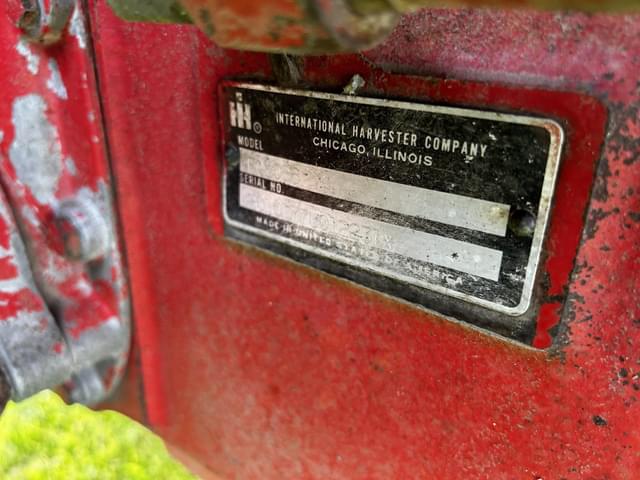 IH ®
INTERNATIONAL HARVESTER COMPANY
CHICAGO, ILLINOIS
MODEL
SERIAL NO.
MADE IN UNITED STATES OF AMERICA